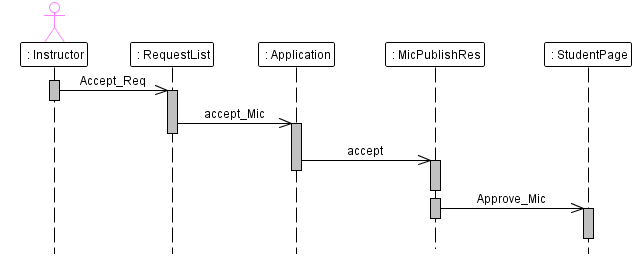 : Instructor
: RequestList
: Application
: MicPublishRes
: StudentPage
Accept_Req
accept_Mic
accept
Approve_Mic